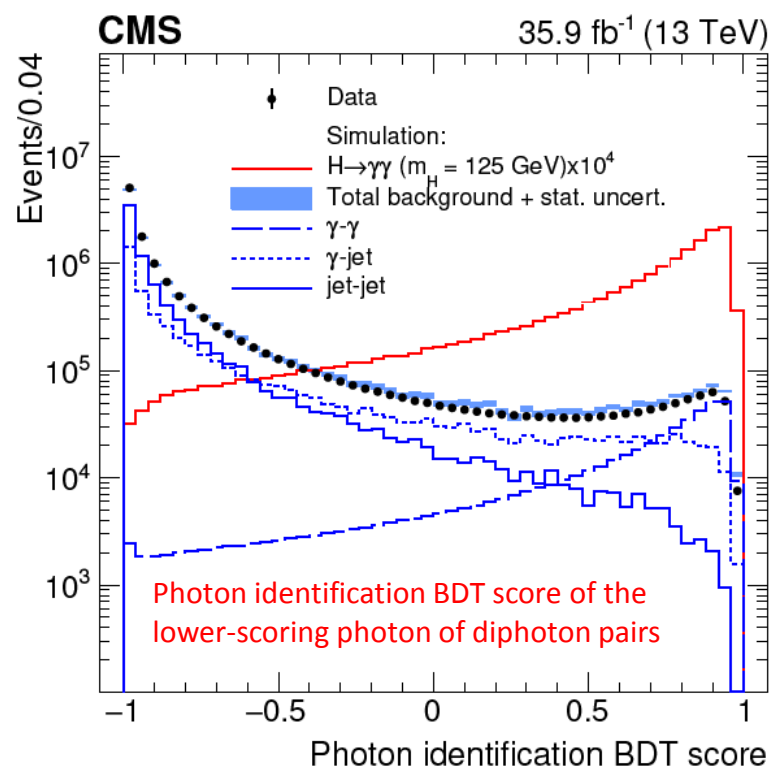 CMS 35.9 fb⁻¹ (13 TeV)
Events/0.04
Data
Simulation:
H→γγ (m_H = 125 GeV)x10⁴
Total background + stat. uncert.
γ-γ
γ-jet
jet-jet
10⁷
10⁶
10⁵
10⁴
10³
Photon identification BDT score of the
lower-scoring photon of diphoton pairs
−1 −0.5 0 0.5 1
Photon identification BDT score